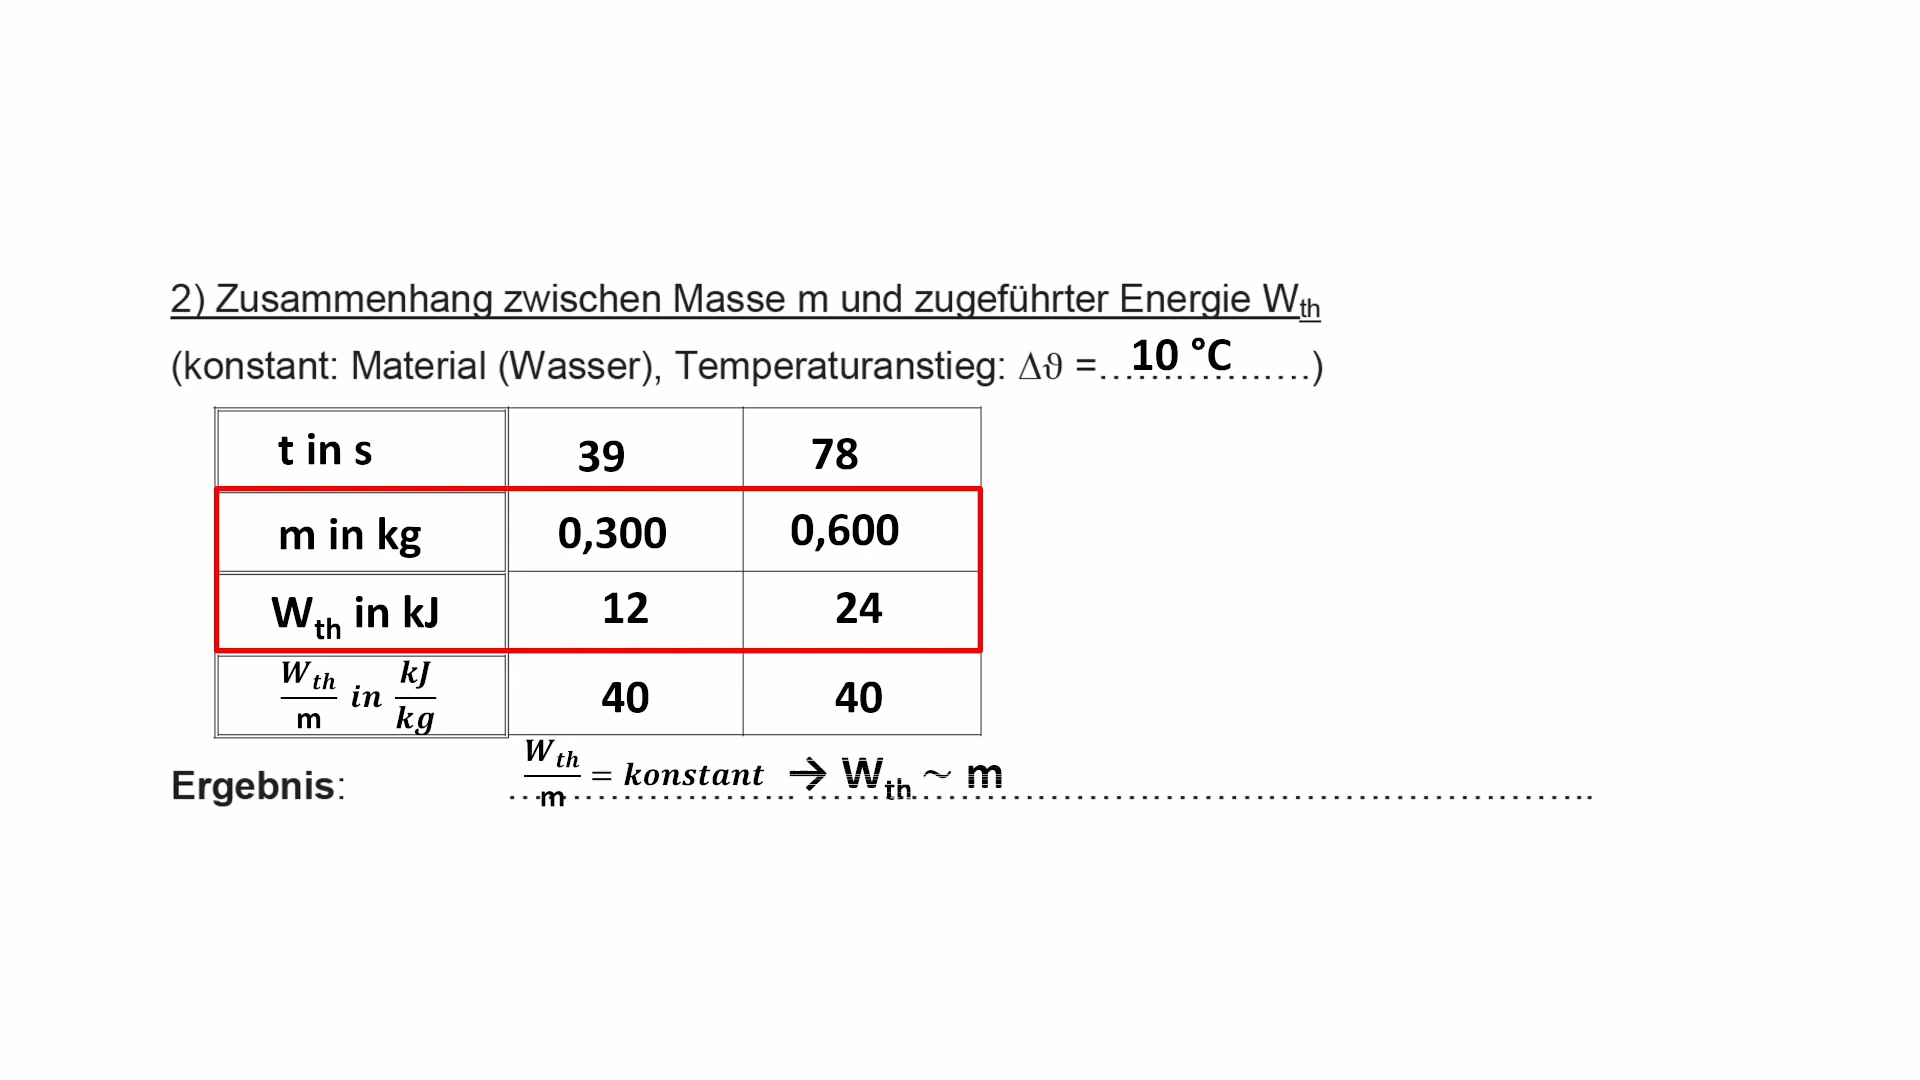 2) Zusammenhang zwischen Masse m und zugeführter Energie Wth
(konstant: Material (Wasser), Temperaturanstieg: Δϑ =…10 °C…)
t in s 39 78
m in kg 0,300 0,600
Wth in kJ 12 24
Wth/m in kJ/kg 40 40
Ergebnis: Wth/m = konstant → Wth ~ m